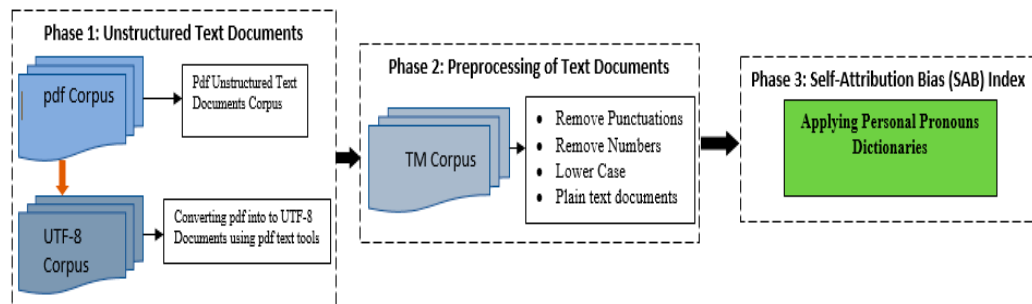 Phase 1: Unstructured Text Documents
pdf Corpus
Pdf Unstructured Text
Documents Corpus
UTF-8
Corpus
Converting pdf into to UTF-8
Documents using pdf text tools
Phase 2: Preprocessing of Text Documents
TM Corpus
• Remove Punctuations
• Remove Numbers
• Lower Case
• Plain text documents
Phase 3: Self-Attribution Bias (SAB) Index
Applying Personal Pronouns
Dictionaries